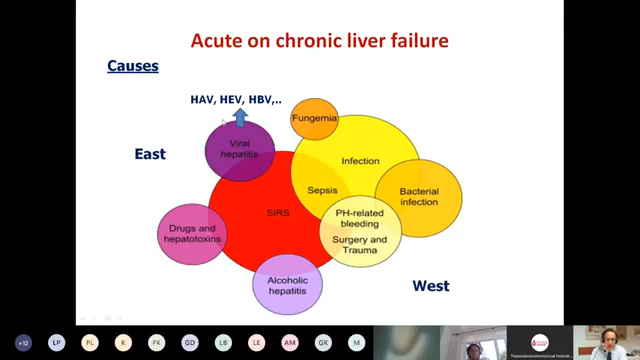 Acute on chronic liver failure
Causes
HAV, HEV, HBV,..
Fungemia
Viral
hepatitis
East
Infection
Sepsis
Bacterial
infection
SIRS
PH-related
bleeding
Surgery and
Trauma
Drugs and
hepatotoxins
Alcoholic
hepatitis
West
+12
LP
PL
K
FK
GD
LB
LE
AM
GK
M